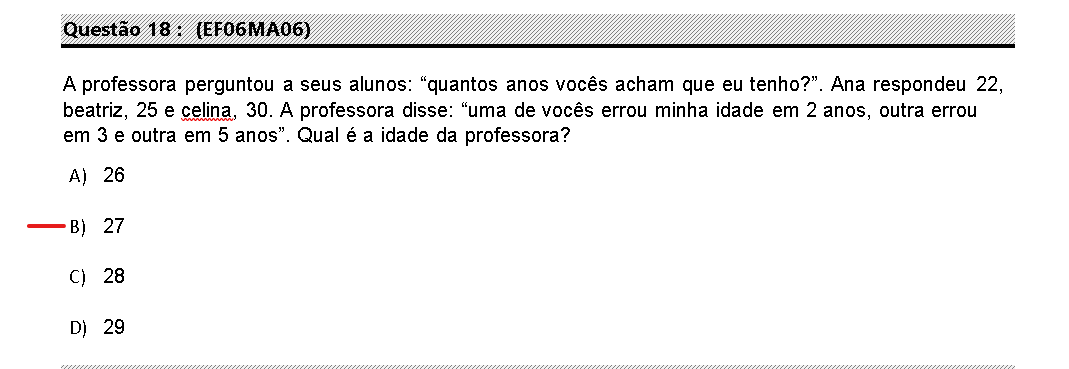 Questão 18 : (EF06MA06)
A professora perguntou a seus alunos: “quantos anos vocês acham que eu tenho?”. Ana respondeu 22,
beatriz, 25 e celina, 30. A professora disse: “uma de vocês errou minha idade em 2 anos, outra errou
em 3 e outra em 5 anos”. Qual é a idade da professora?
A) 26
B) 27
C) 28
D) 29